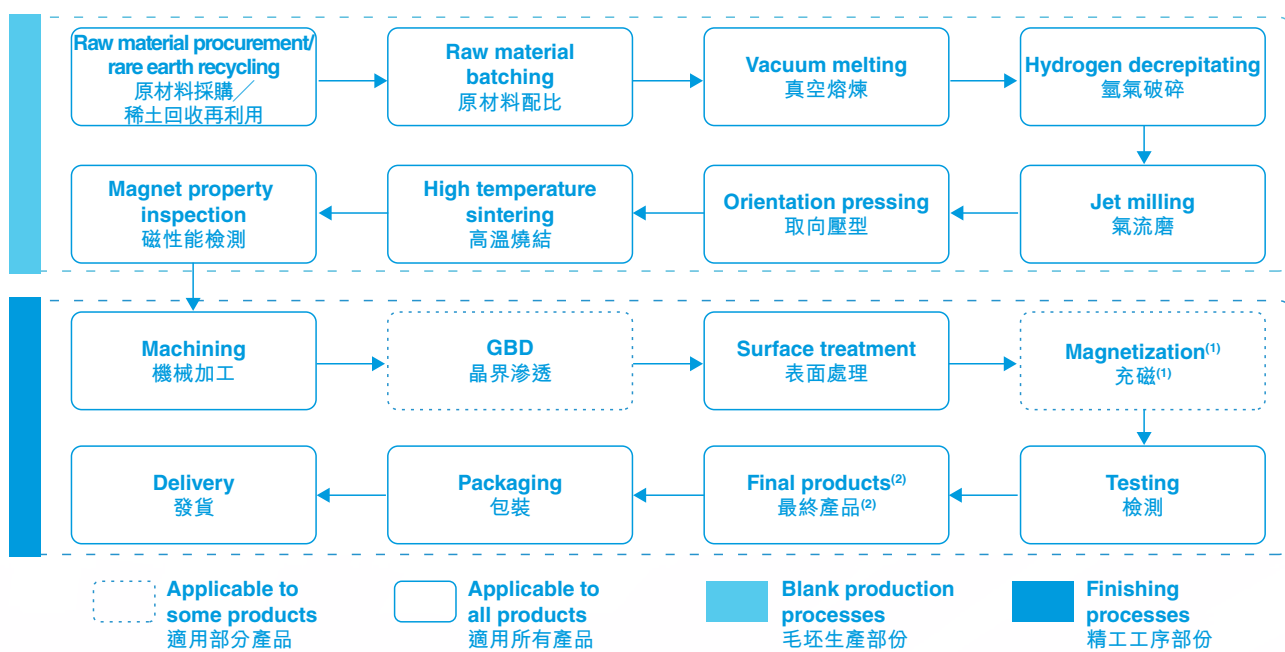 Raw material procurement/
rare earth recycling
原材料採購／
稀土回收再利用
Raw material
batching
原材料配比
Vacuum melting
真空熔煉
Hydrogen decrepitating
氫氣破碎
Magnet property
inspection
磁性能檢測
High temperature
sintering
高溫燒結
Orientation pressing
取向壓型
Jet milling
氣流磨
Machining
機械加工
GBD
晶界滲透
Surface treatment
表面處理
Magnetization(1)
充磁(1)
Delivery
發貨
Packaging
包裝
Final products(2)
最終產品(2)
Testing
檢測
Applicable to
some products
適用部分產品
Applicable to
all products
適用所有產品
Blank production
processes
毛坯生產部份
Finishing
processes
精工工序部份